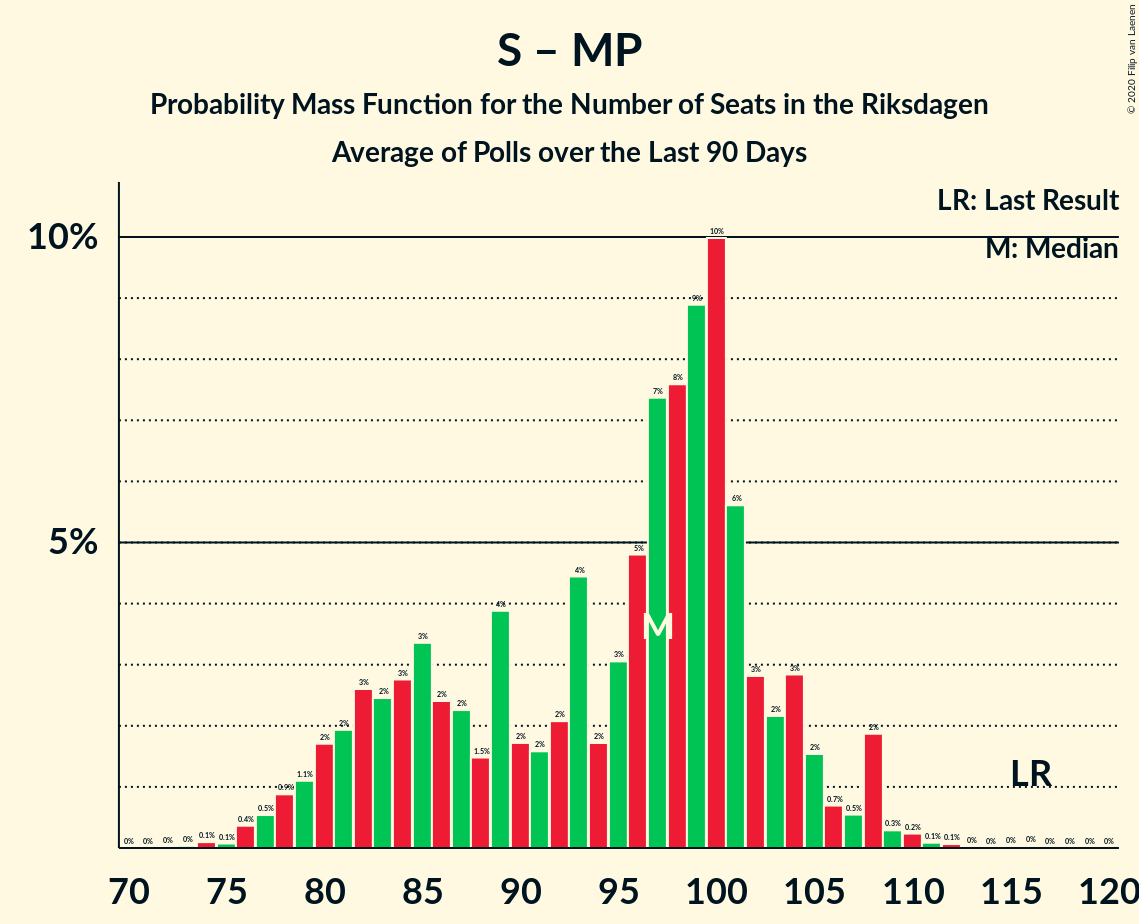 © 2020 Filip van Laenen
S – MP
Probability Mass Function for the Number of Seats in the Riksdagen
Average of Polls over the Last 90 Days
LR: Last Result
M: Median
10%
5%
0% 0% 0% 0% 0.1% 0.1% 0.4% 0.5% 0.9% 1.1% 2% 2% 3% 2% 3% 3% 2% 2% 1.5% 4% 2% 2% 2% 4% 2% 3% 5% 7% 8% 9% 10% 6% 3% 2% 3% 2% 0.7% 0.5% 2% 0.3% 0.2% 0.1% 0.1% 0% 0% 0% 0% 0% 0% 0% 0%
M
LR
70 75 80 85 90 95 100 105 110 115 120